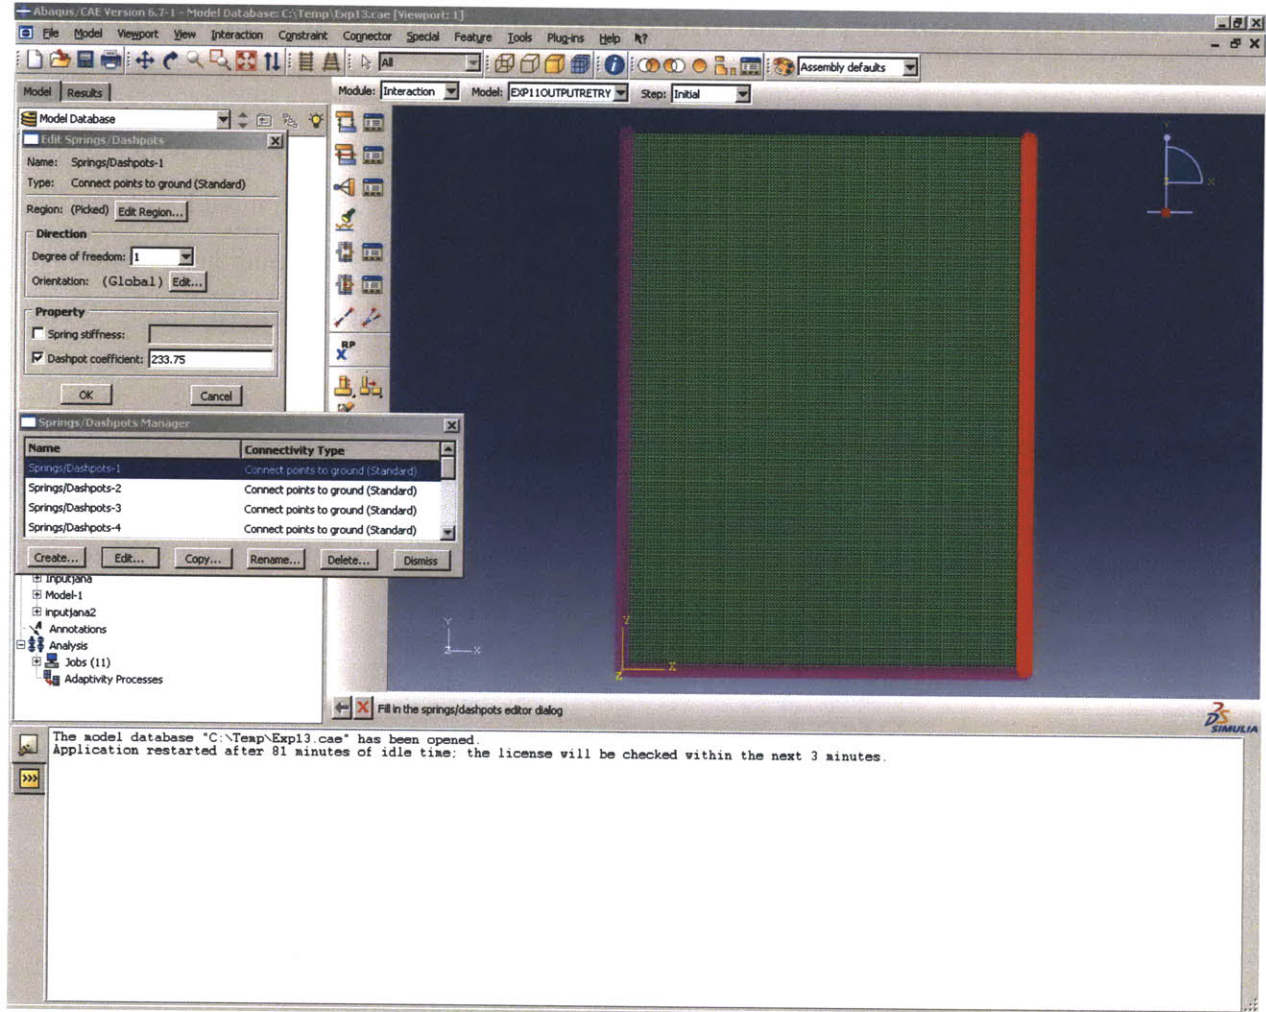 Abaqus/CAE Version 6.7-1 - Model Database: C:\Temp\Exp13.cae [Viewport: 1]
File Model Viewport View Interaction Constraint Connector Special Feature Tools Plug-ins Help
All Assembly defaults
Model Results
Module: Interaction Model: EXP11OUTPUTRETRY Step: Initial
Model Database
Edit Springs/Dashpots
Name: Springs/Dashpots-1
Type: Connect points to ground (Standard)
Region: (Picked) Edit Region...
Direction
Degree of freedom: 1
Orientation: (Global) Edit...
Property
Spring stiffness:
Dashpot coefficient: 233.75
OK Cancel
RP
Springs/Dashpots Manager
Name Connectivity Type
Springs/Dashpots-1 Connect points to ground (Standard)
Springs/Dashpots-2 Connect points to ground (Standard)
Springs/Dashpots-3 Connect points to ground (Standard)
Springs/Dashpots-4 Connect points to ground (Standard)
Create... Edit... Copy... Rename... Delete... Dismiss
Inputjana
Model-1
inputjana2
Annotations
Analysis
Jobs (11)
Adaptivity Processes
Y
Z X
Y
X
Z
X
Fill in the springs/dashpots editor dialog
SIMULIA
The model database "C:\Temp\Exp13.cae" has been opened.
Application restarted after 81 minutes of idle time; the license will be checked within the next 3 minutes.
>>>